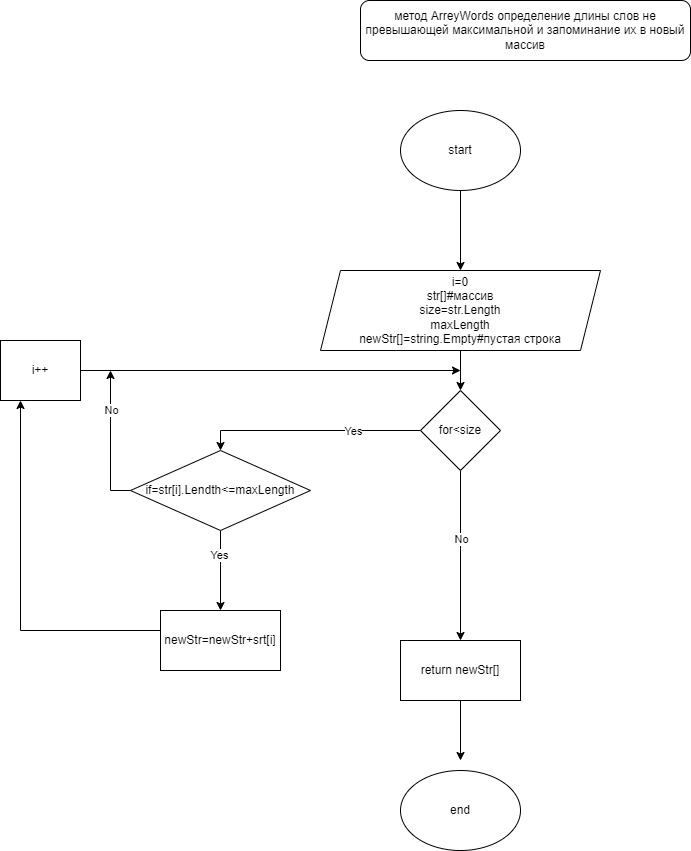 метод ArreyWords определение длины слов не
превышающей максимальной и запоминание их в новый
массив
start
i=0
str[]#массив
size=str.Length
maxLength
newStr[]=string.Empty#пустая строка
i++
No
for<size
Yes
if=str[i].Lendth<=maxLength
Yes
No
newStr=newStr+srt[i]
return newStr[]
end